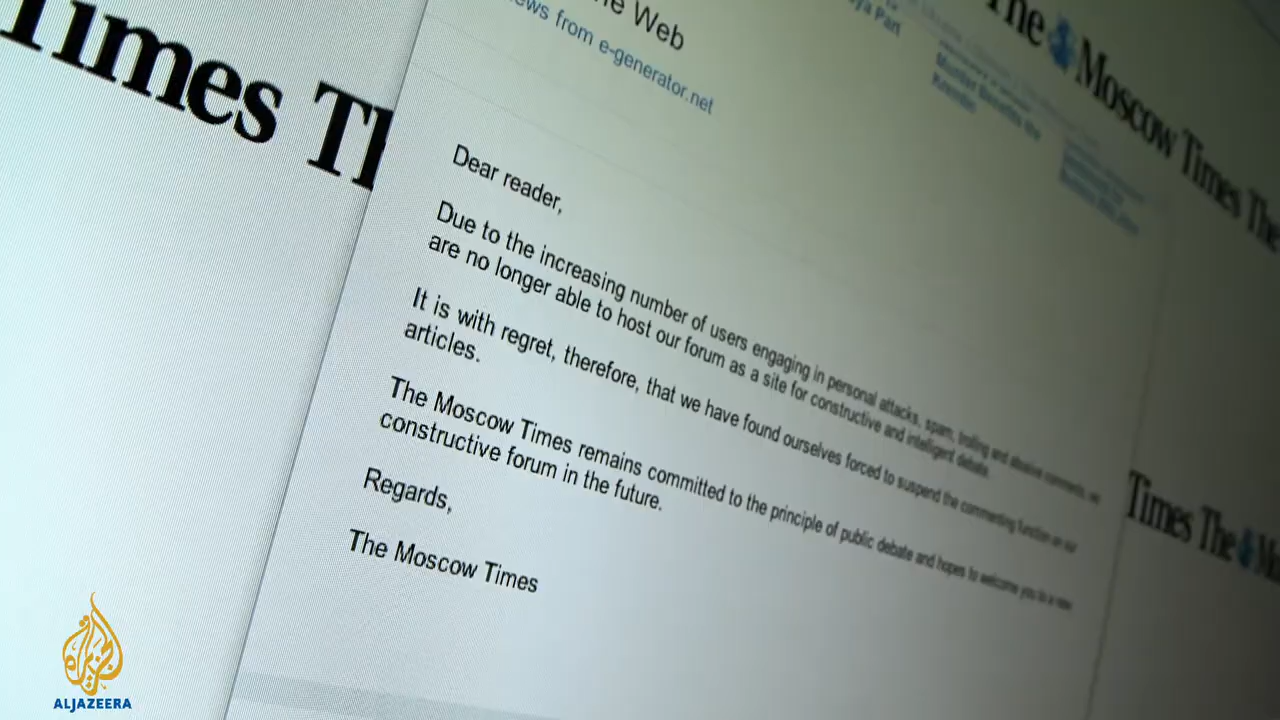 Times Th
The Web
news from e-generator.net
The Moscow Times The
Dear reader,
Due to the increasing number of users engaging in personal attacks, spam, trolling and abusive comments, we
are no longer able to host our forum as a site for constructive and intelligent debate.
It is with regret, therefore, that we have found ourselves forced to suspend the commenting function on our
articles.
The Moscow Times remains committed to the principle of public debate and hopes to welcome you to a new
constructive forum in the future.
Regards,
The Moscow Times
Times The Mo
ALJAZEERA